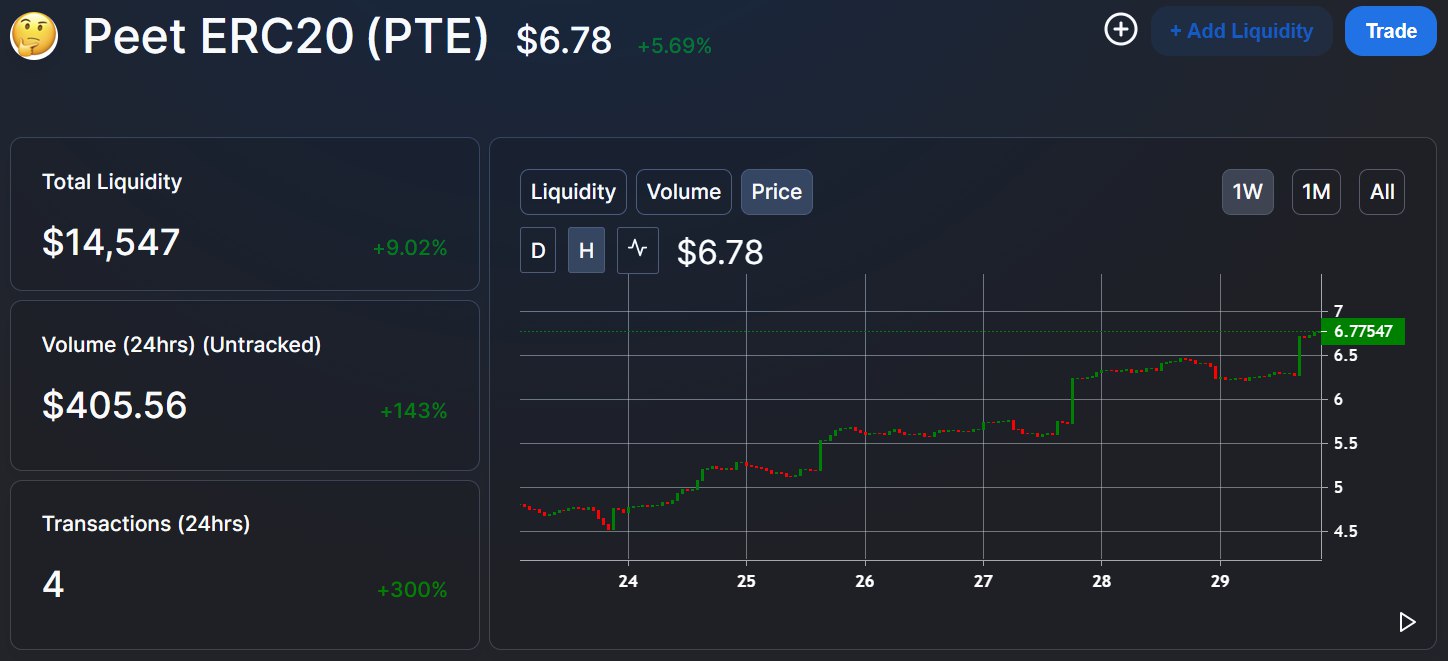 Peet ERC20 (PTE) $6.78 +5.69%
+ Add Liquidity
Trade
Total Liquidity
$14,547 +9.02%
Volume (24hrs) (Untracked)
$405.56 +143%
Transactions (24hrs)
4 +300%
Liquidity Volume Price
1W 1M All
D H $6.78
7
6.77547
6.5
6
5.5
5
4.5
24 25 26 27 28 29